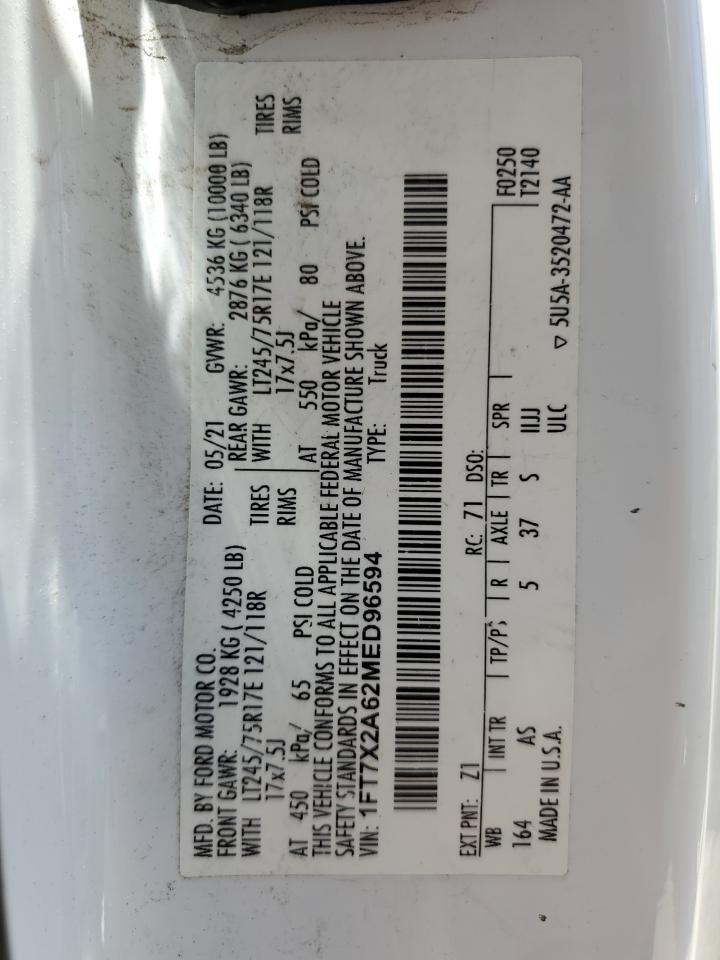 MFD. BY FORD MOTOR CO. DATE: 05/21 GVWR: 4536 KG (10000 LB)
FRONT GAWR: 1928 KG ( 4250 LB) REAR GAWR: 2876 KG ( 6340 LB)
WITH LT245/75R17E 121/118R TIRES WITH LT245/75R17E 121/118R TIRES
17x7.5J RIMS 17x7.5J RIMS
AT 450 kPa/ 65 PSI COLD AT 550 kPa/ 80 PSI COLD
THIS VEHICLE CONFORMS TO ALL APPLICABLE FEDERAL MOTOR VEHICLE
SAFETY STANDARDS IN EFFECT ON THE DATE OF MANUFACTURE SHOWN ABOVE.
VIN: 1FT7X2A62MED96594 TYPE: Truck
EXT PNT: Z1 RC: 71 DSO:
WB INT TR TP/PS R AXLE TR SPR F0250
164 AS 5 37 S IIJJ T2140
MADE IN U.S.A. ULC ▽ 5U5A-3520472-AA